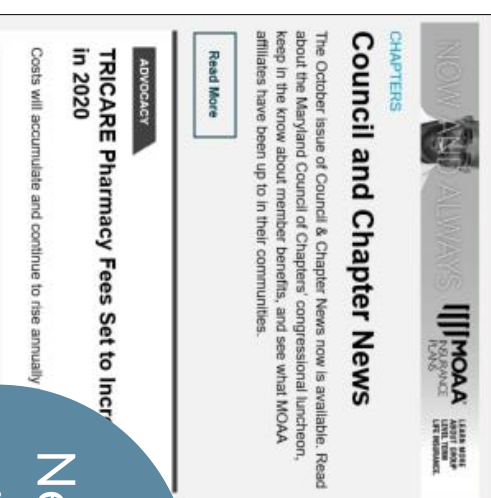 NOW AND ALWAYS
MOAA
INSURANCE
PLANS
LEARN MORE
ABOUT GROUP
LEVEL TERM
LIFE INSURANCE.
CHAPTERS
Council and Chapter News
The October issue of Council & Chapter News now is available. Read
about the Maryland Council of Chapters' congressional luncheon,
keep in the know about member benefits, and see what MOAA
affiliates have been up to in their communities.
Read More
ADVOCACY
TRICARE Pharmacy Fees Set to Incr
in 2020
Costs will accumulate and continue to rise annually